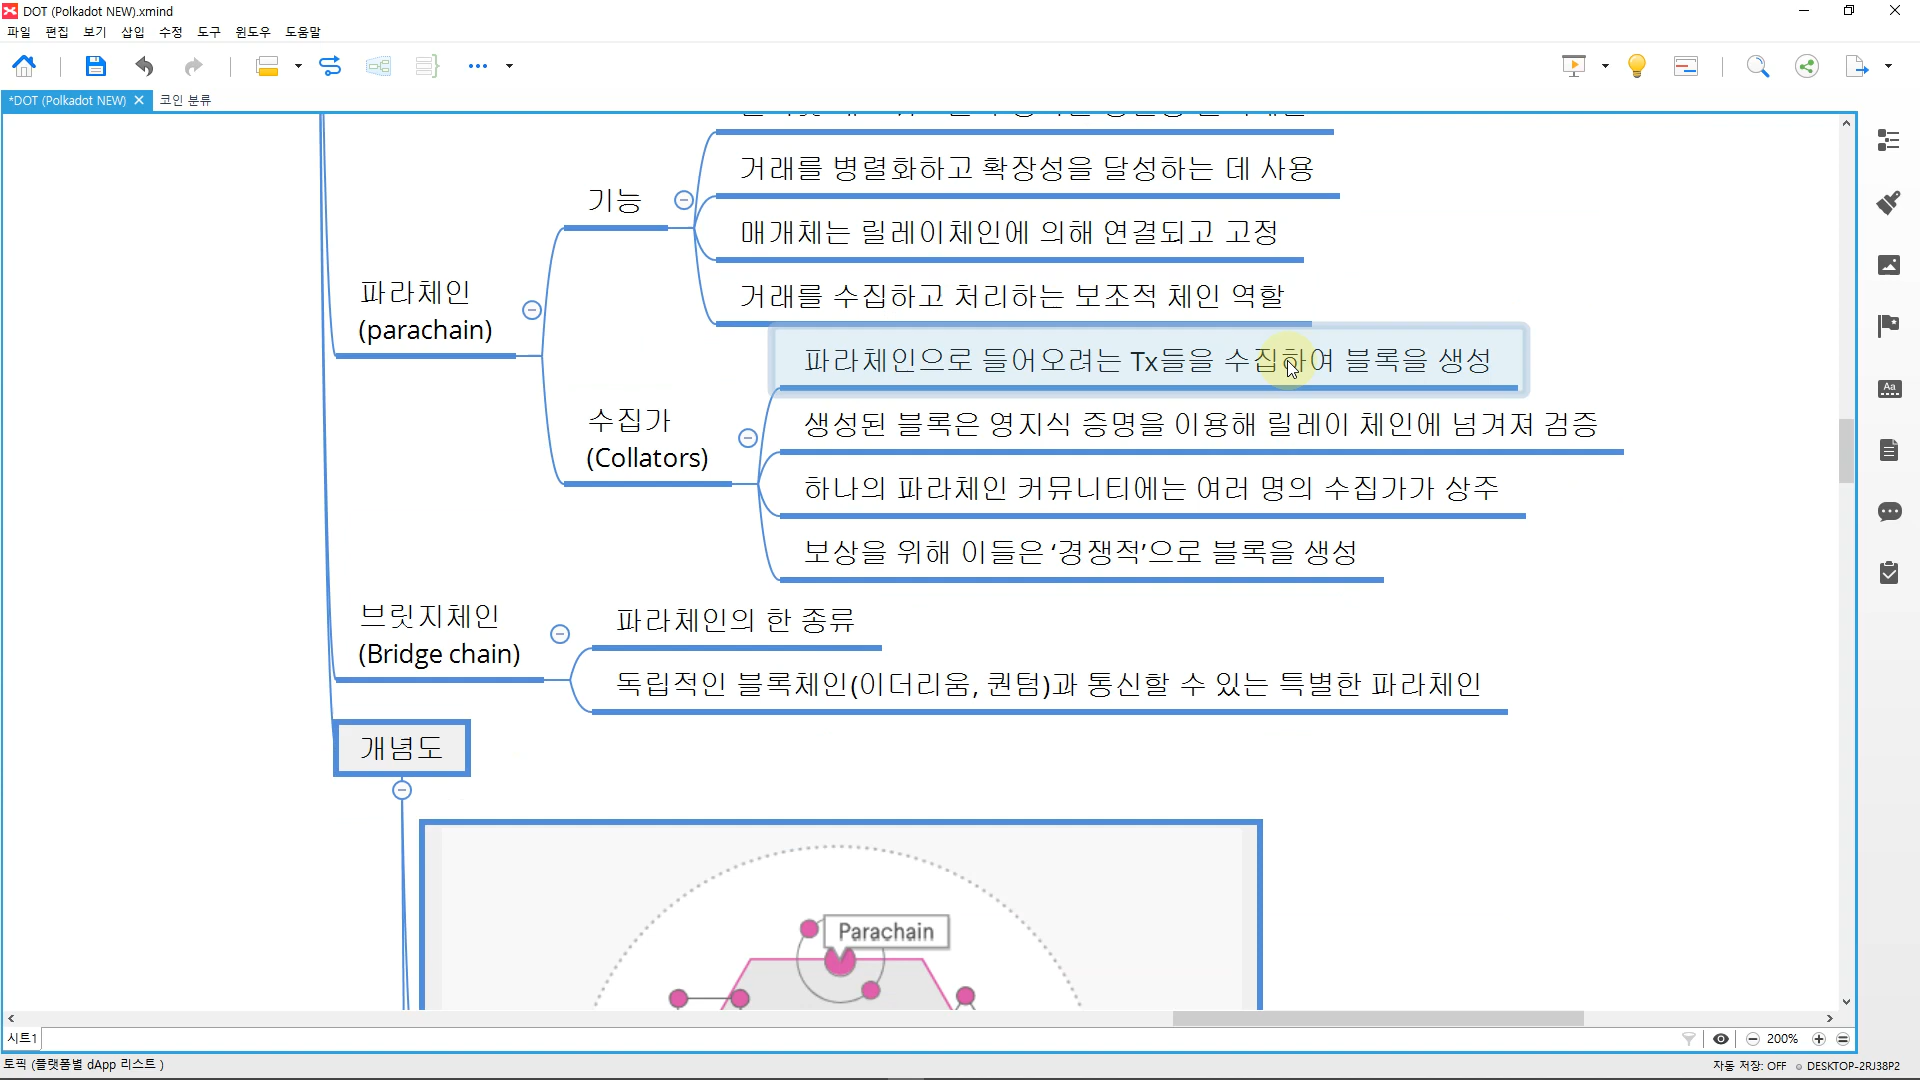 DOT (Polkadot NEW).xmind
파일 편집 보기 삽입 수정 도구 윈도우 도움말
*DOT (Polkadot NEW) 코인 분류
거래를 병렬화하고 확장성을 달성하는 데 사용
기능
매개체는 릴레이체인에 의해 연결되고 고정
파라체인
(parachain)
거래를 수집하고 처리하는 보조적 체인 역할
파라체인으로 들어오려는 Tx들을 수집하여 블록을 생성
수집가
(Collators)
생성된 블록은 영지식 증명을 이용해 릴레이 체인에 넘겨져 검증
하나의 파라체인 커뮤니티에는 여러 명의 수집가가 상주
보상을 위해 이들은 ‘경쟁적’으로 블록을 생성
브릿지체인
(Bridge chain)
파라체인의 한 종류
독립적인 블록체인(이더리움, 퀀텀)과 통신할 수 있는 특별한 파라체인
개념도
Parachain
시트1
200%
토픽 (플랫폼별 dApp 리스트 )
자동 저장: OFF
DESKTOP-2RJ38P2